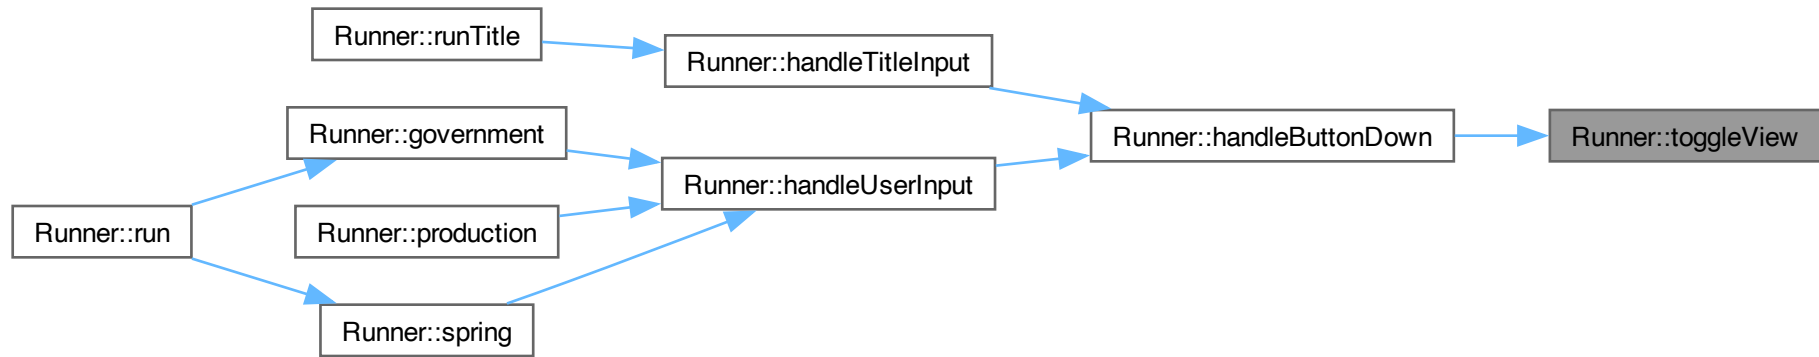 Runner::runTitle
Runner::handleTitleInput
Runner::government
Runner::handleButtonDown
Runner::toggleView
Runner::handleUserInput
Runner::run
Runner::production
Runner::spring